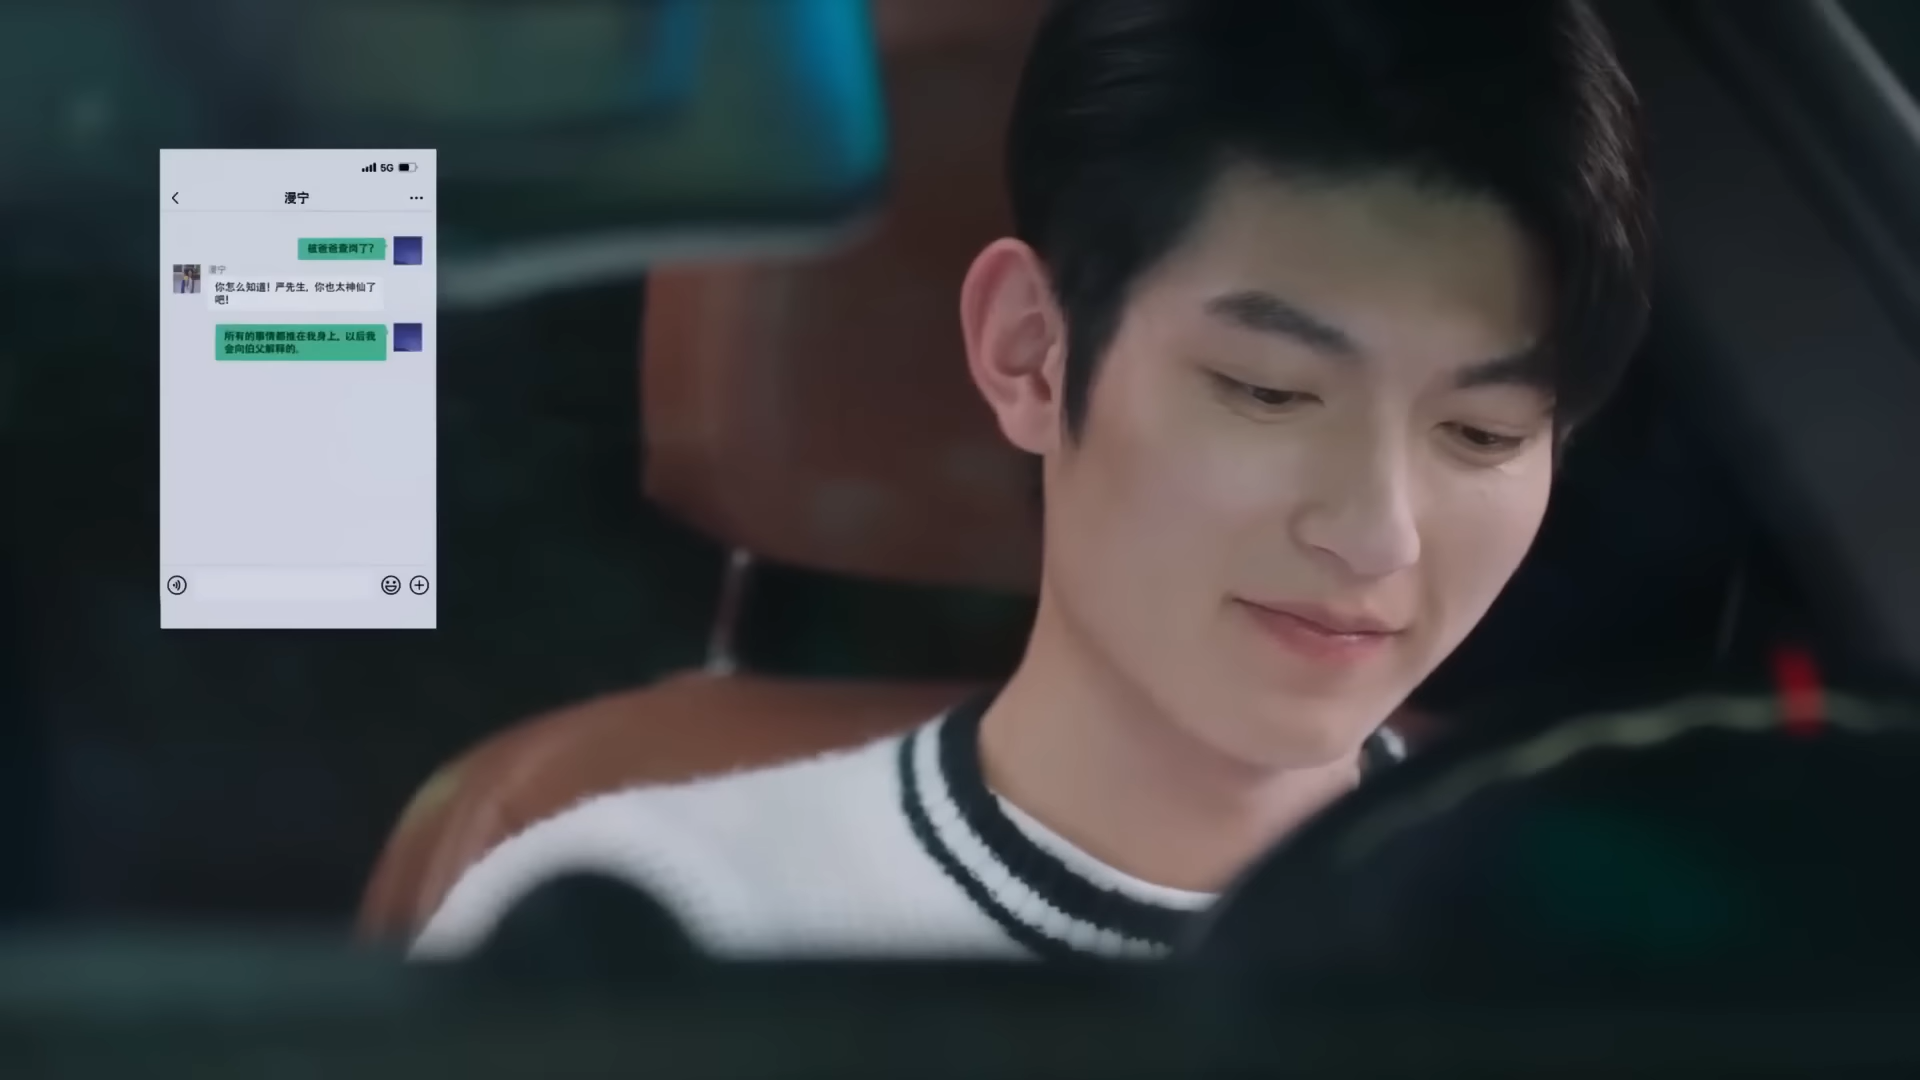 5G
漫宁
被爸爸查岗了?
漫宁
你怎么知道！严先生，你也太神仙了
吧！
所有的事情都推在我身上，以后我
会向伯父解释的。